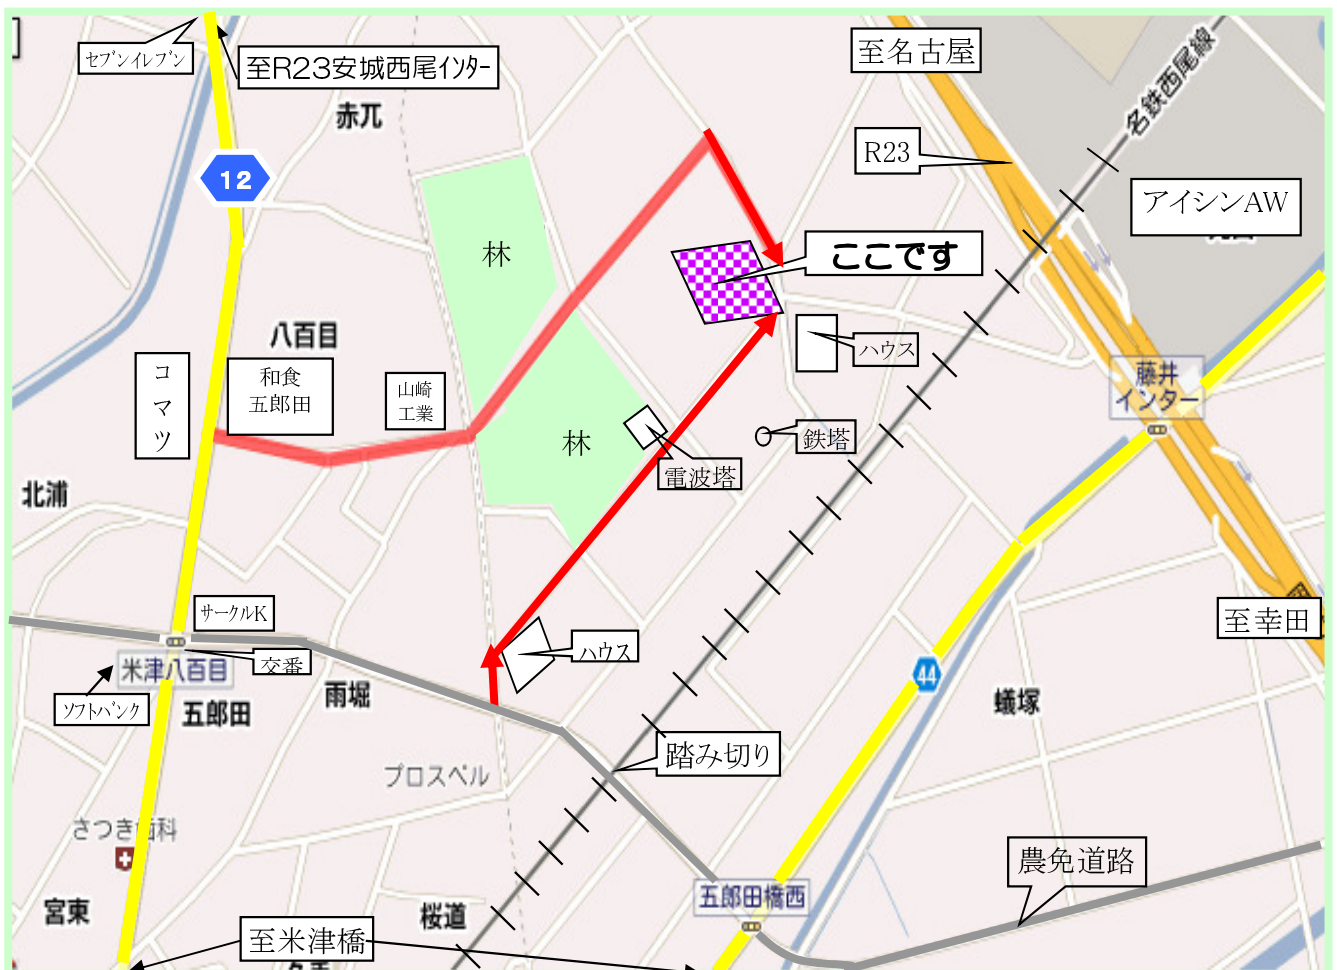 セブンイレブン
至R23安城西尾インター
赤兀
12
至名古屋
名鉄西尾線
R23
アイシンAW
林
ここです
八百目
コマツ
和食
五郎田
山崎
工業
ハウス
藤井
インター
林
鉄塔
電波塔
北浦
サークルK
至幸田
米津八百目
交番
ハウス
44
ソフトバンク
五郎田
雨堀
蟻塚
踏み切り
プロスペル
さつき歯科
農免道路
五郎田橋西
宮東
桜道
至米津橋